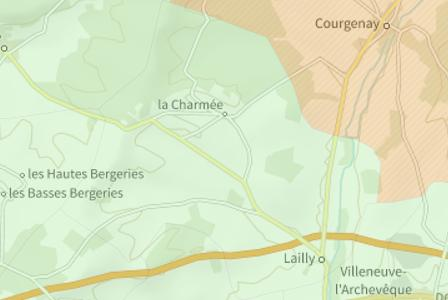 Courgenay
la Charmée
les Hautes Bergeries
les Basses Bergeries
Lailly
Villeneuve-
l'Archevêque